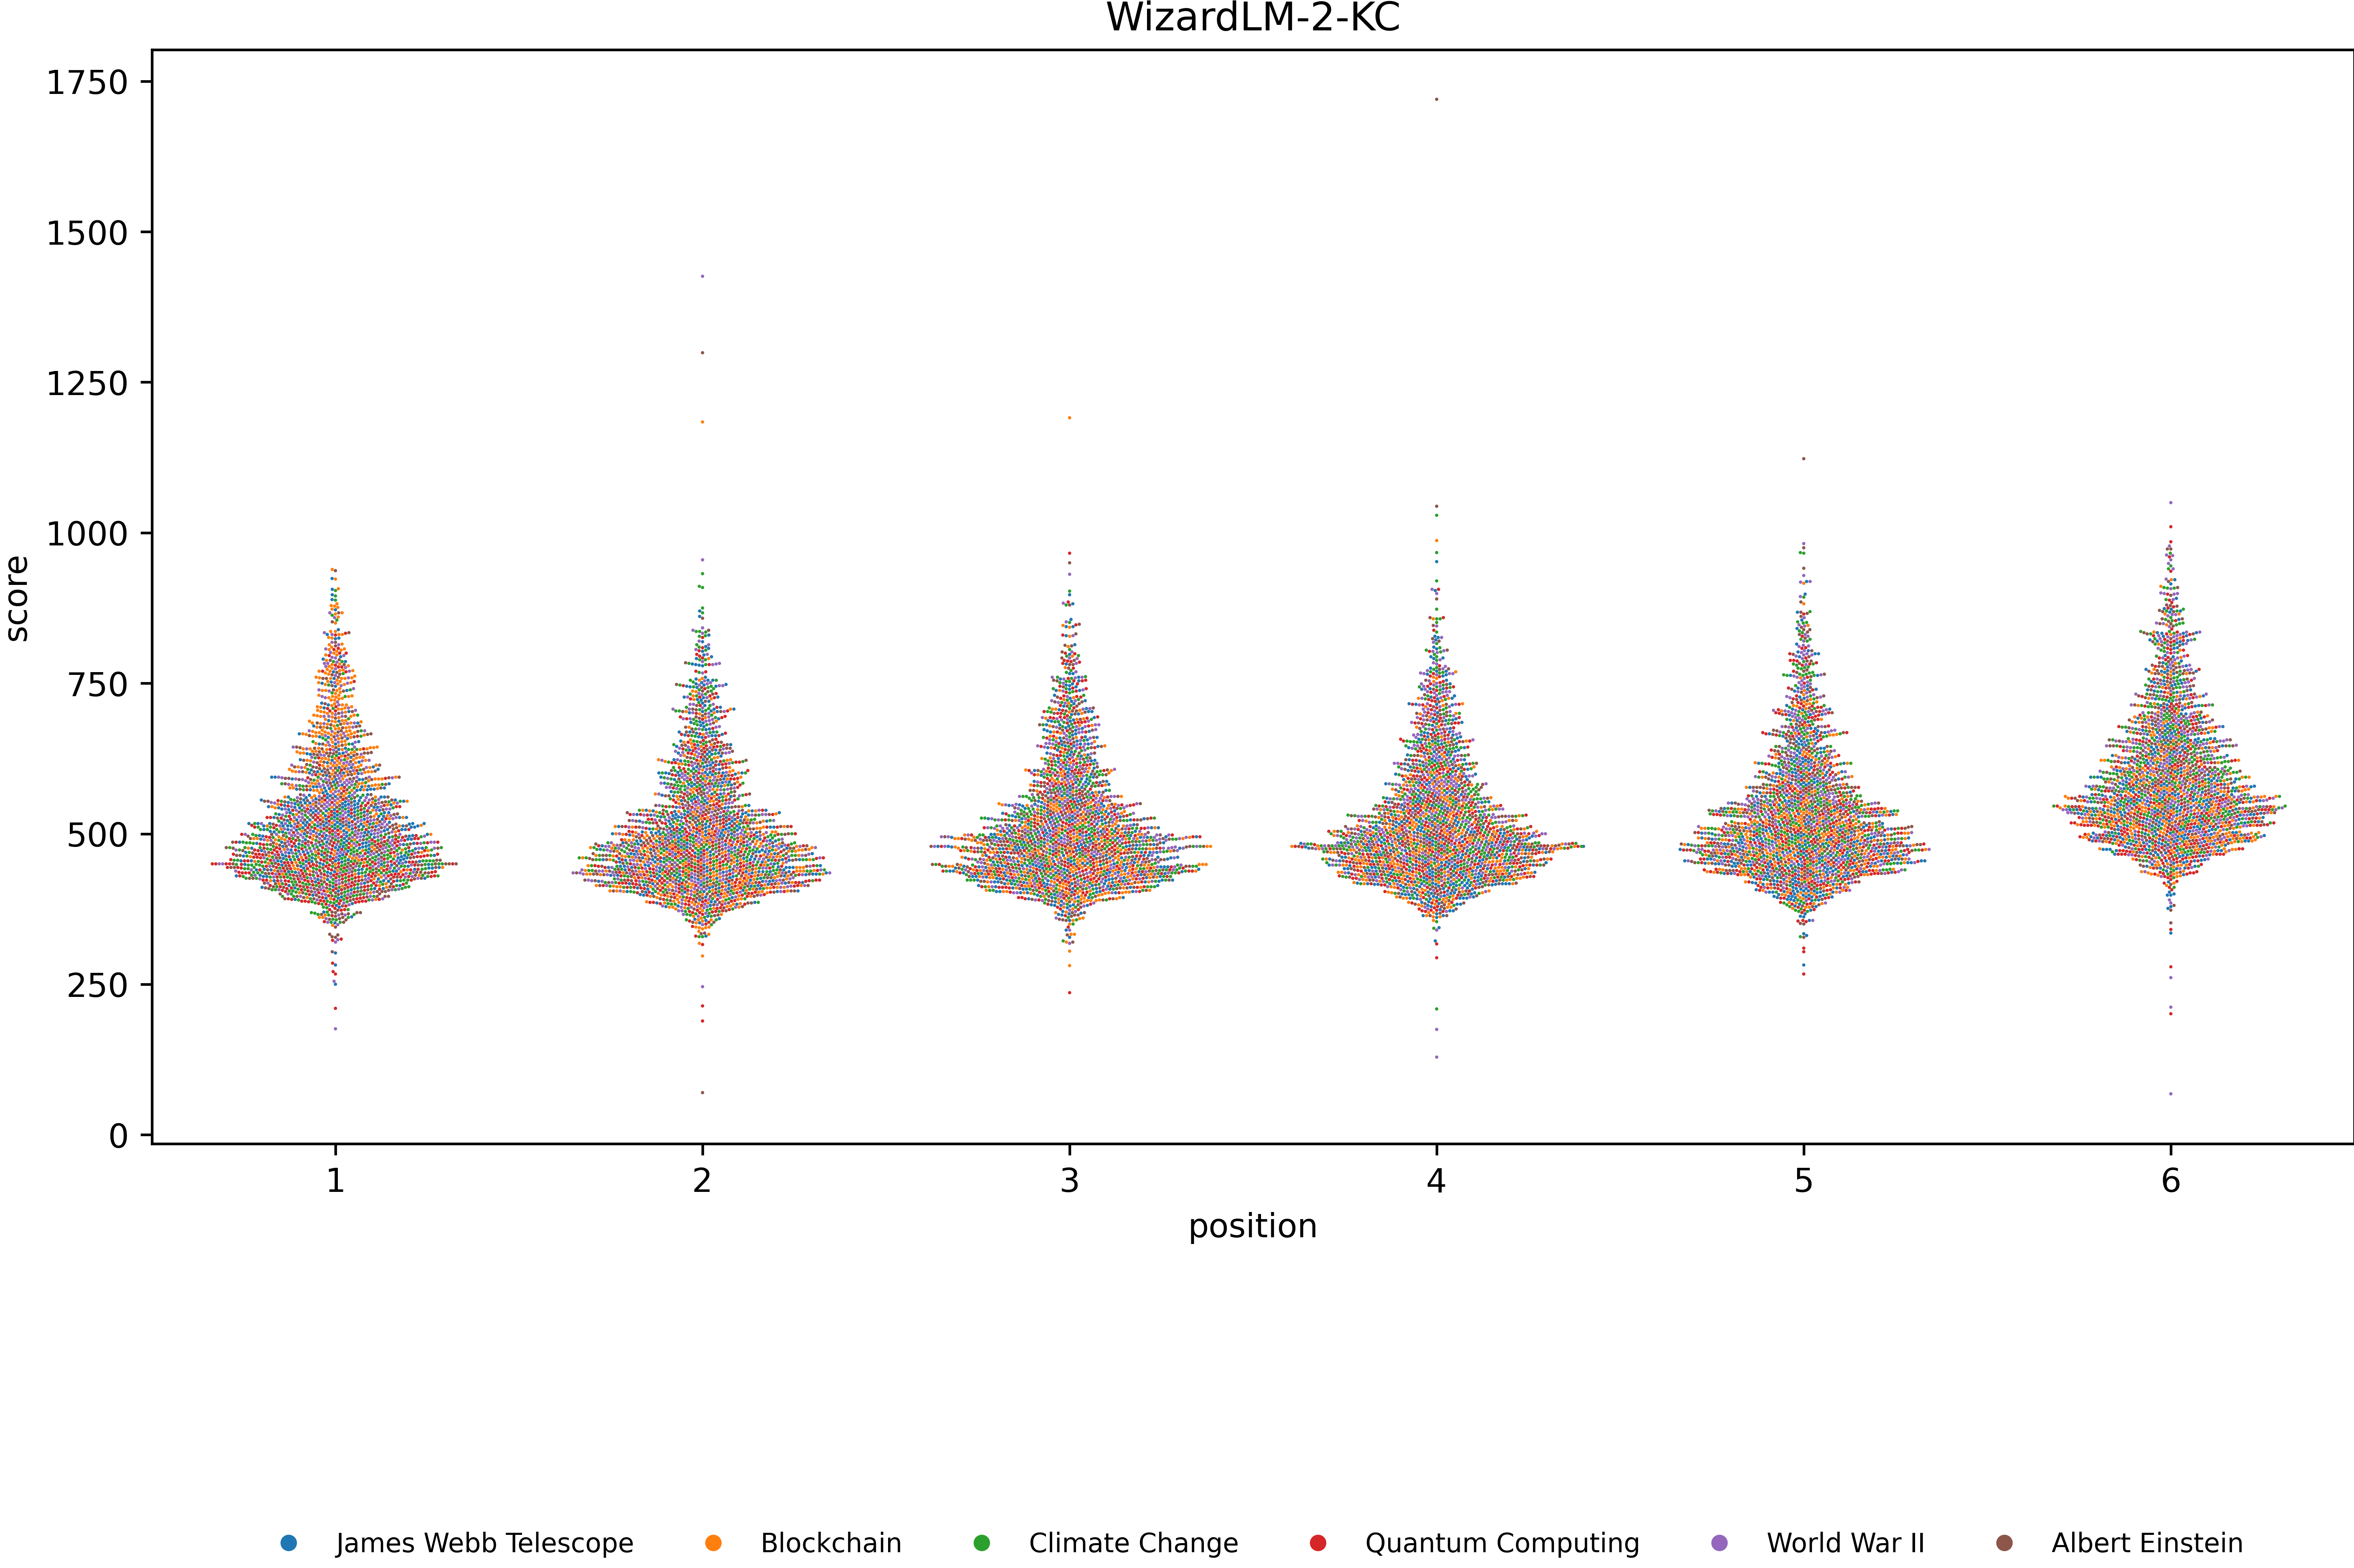 WizardLM-2-KC
1750
1500
1250
1000
750
500
250
0
score
1 2 3 4 5 6
position
James Webb Telescope Blockchain Climate Change Quantum Computing World War II Albert Einstein